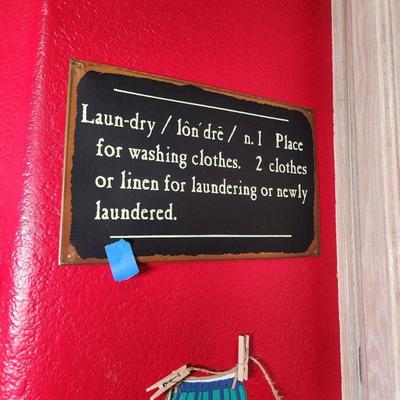 Laun-dry / lôn´drē / n. 1 Place
for washing clothes. 2 clothes
or linen for laundering or newly
laundered.